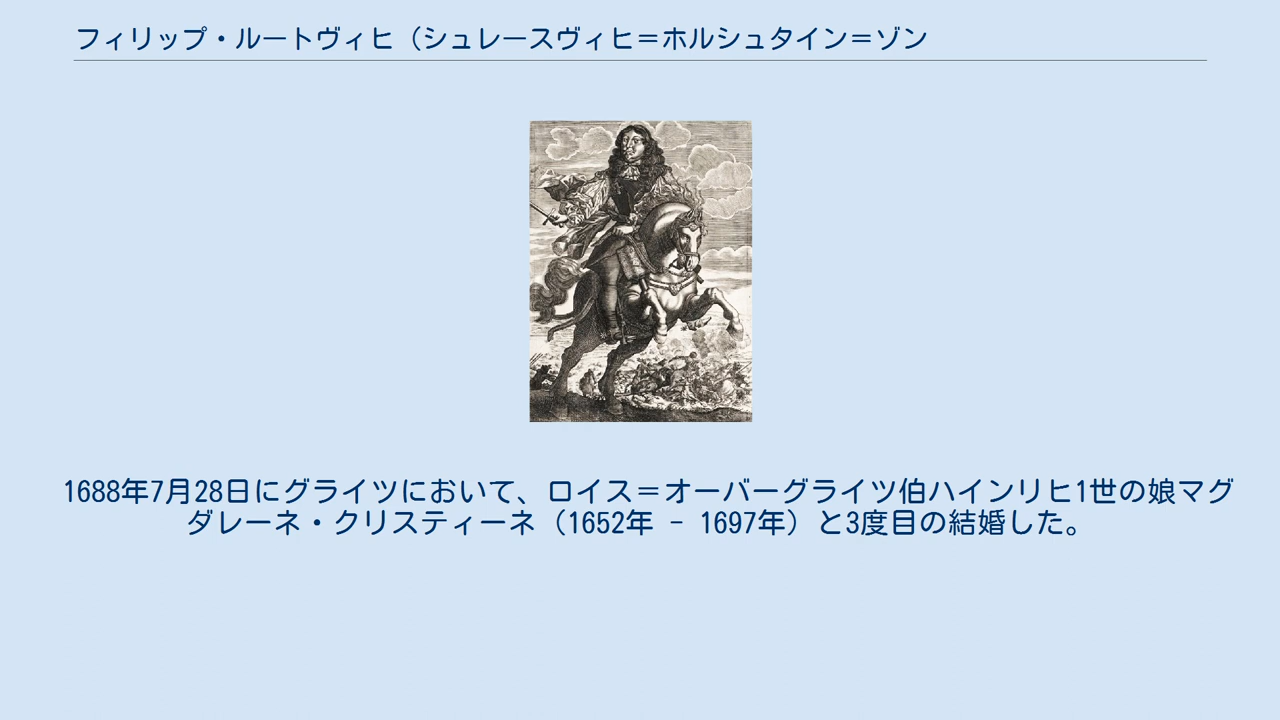 フィリップ・ルートヴィヒ（シュレースヴィヒ＝ホルシュタイン＝ゾン
1688年7月28日にグライツにおいて、ロイス＝オーバーグライツ伯ハインリヒ1世の娘マグ
ダレーネ・クリスティーネ（1652年 - 1697年）と3度目の結婚した。